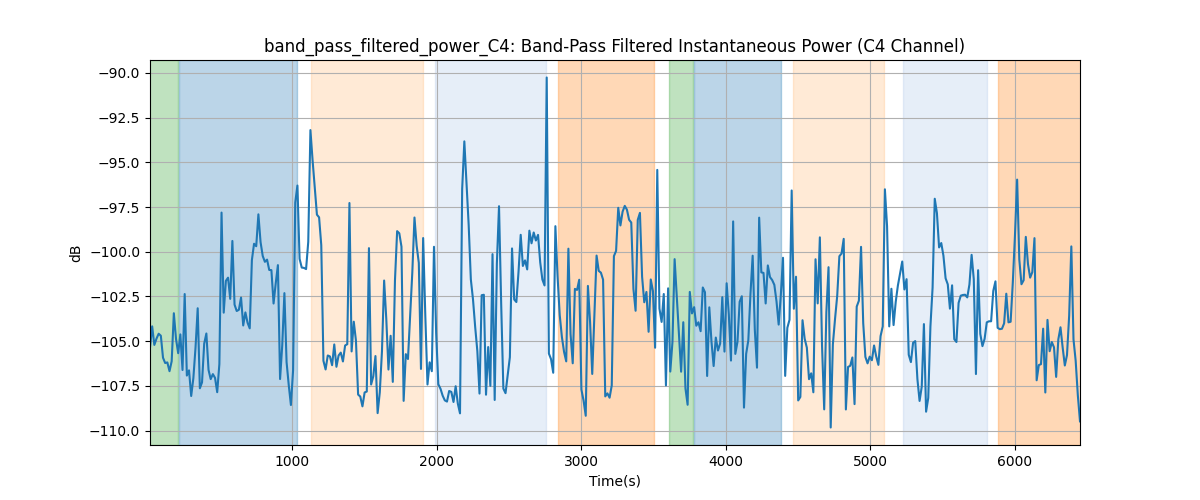 band_pass_filtered_power_C4: Band-Pass Filtered Instantaneous Power (C4 Channel)
−90.0
−92.5
−95.0
−97.5
−100.0
−102.5
−105.0
−107.5
−110.0
dB
1000 2000 3000 4000 5000 6000
Time(s)